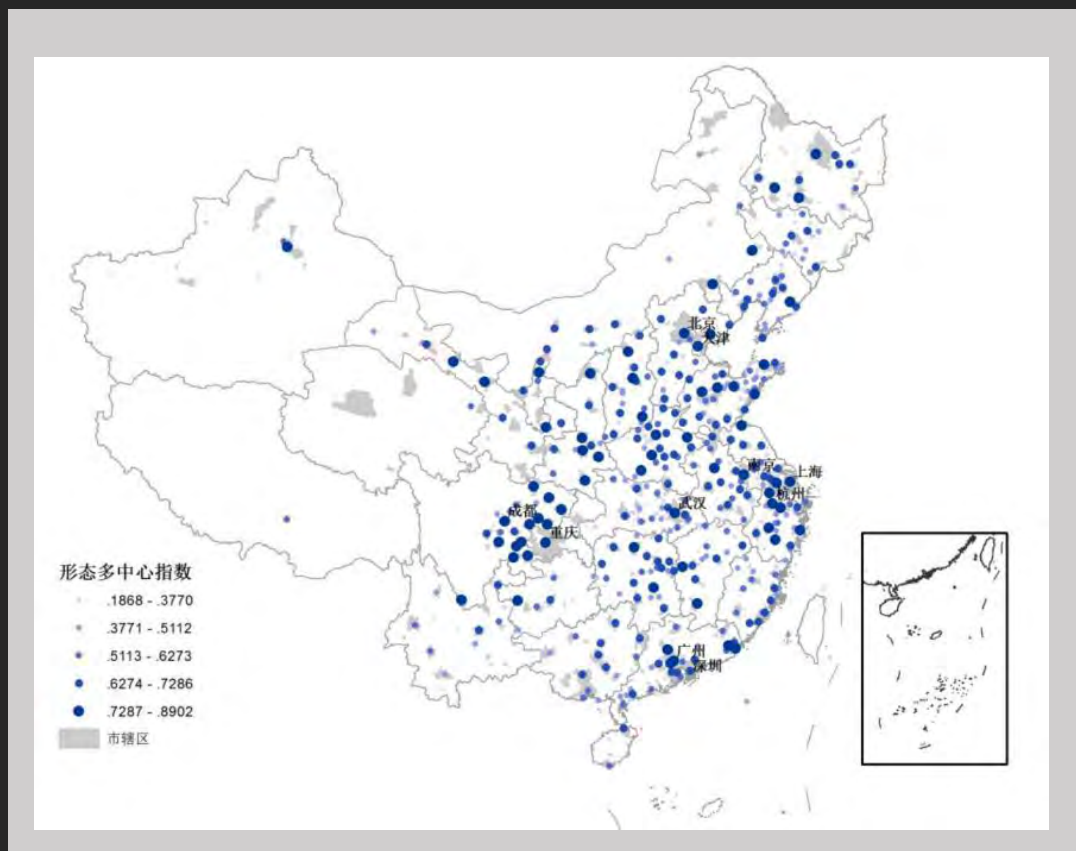 北京
天津
南京
上海
杭州
武汉
成都
重庆
广州
深圳
形态多中心指数
.1868 - .3770
.3771 - .5112
.5113 - .6273
.6274 - .7286
.7287 - .8902
市辖区